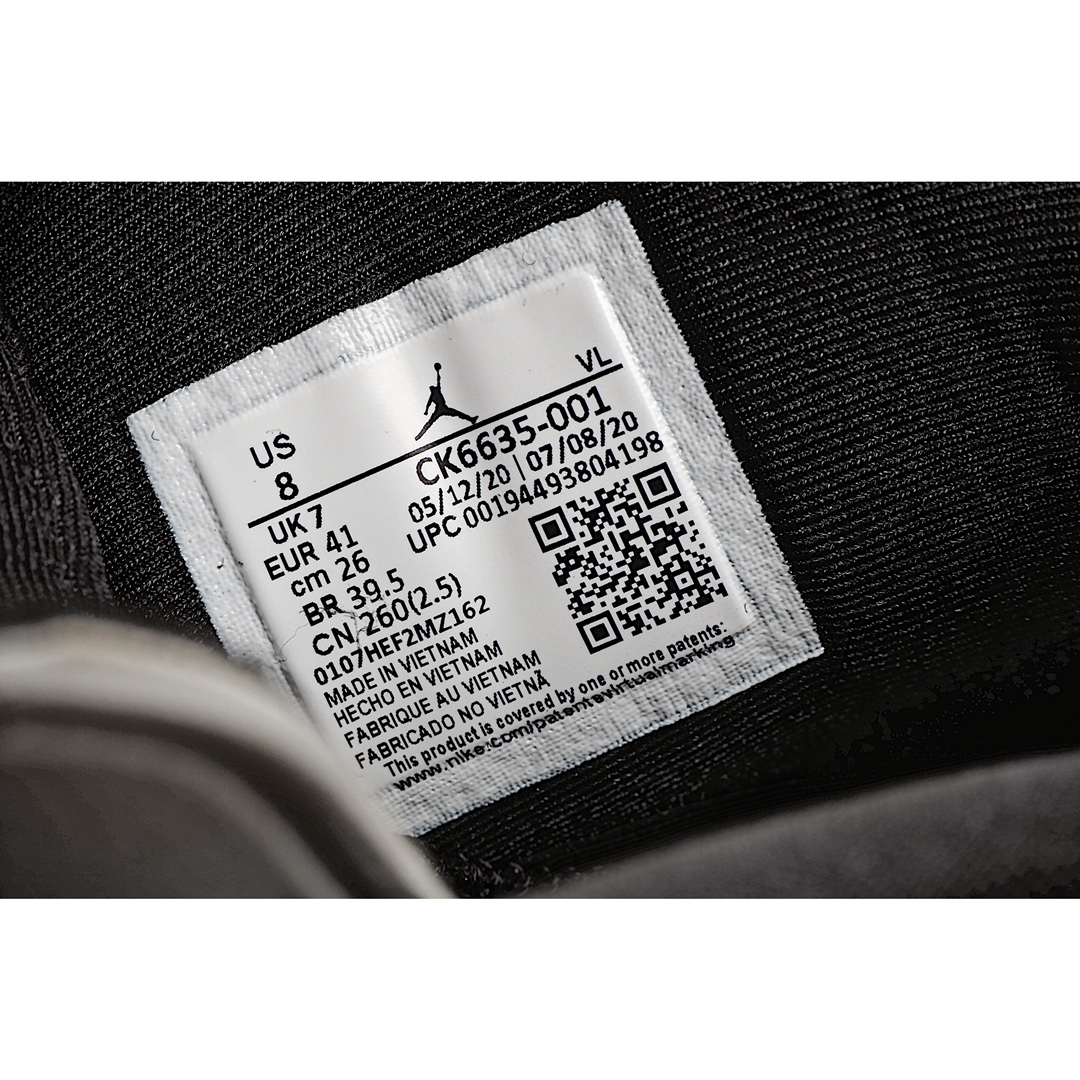 US
8
VL
CK6635-001
05/12/20 | 07/08/20
UPC 00194493804198
UK 7
EUR 41
cm 26
BR 39.5
CN 260(2.5)
0107HEF2MZ162
MADE IN VIETNAM
HECHO EN VIETNAM
FABRIQUE AU VIETNAM
FABRICADO NO VIETNÃ
This product is covered by one or more patents:
www.nike.com/patentsvirtualmarking